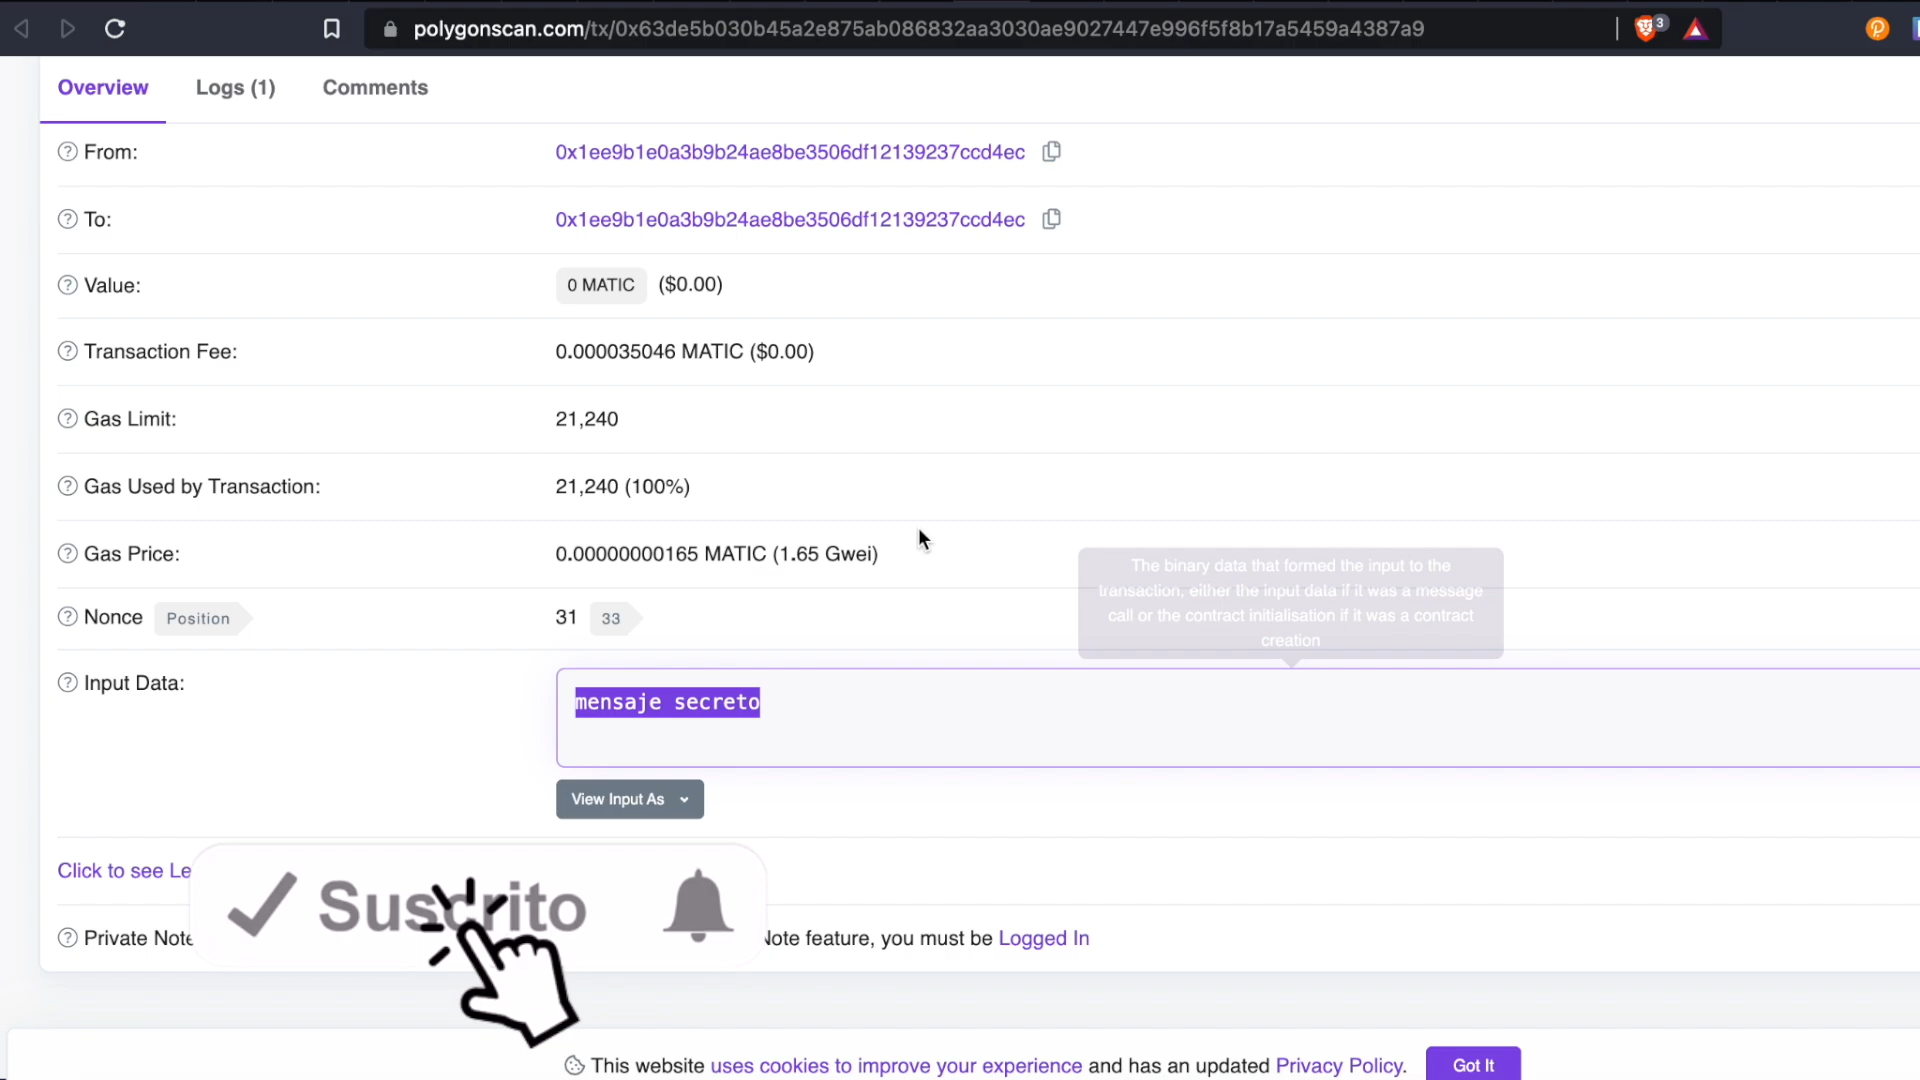 polygonscan.com/tx/0x63de5b030b45a2e875ab086832aa3030ae9027447e996f5f8b17a5459a4387a9
3
Overview Logs (1) Comments
From: 0x1ee9b1e0a3b9b24ae8be3506df12139237ccd4ec
To: 0x1ee9b1e0a3b9b24ae8be3506df12139237ccd4ec
Value: 0 MATIC ($0.00)
Transaction Fee: 0.000035046 MATIC ($0.00)
Gas Limit: 21,240
Gas Used by Transaction: 21,240 (100%)
Gas Price: 0.00000000165 MATIC (1.65 Gwei)
The binary data that formed the input to the
transaction, either the input data if it was a message
call or the contract initialisation if it was a contract
creation
Nonce Position 31 33
Input Data: mensaje secreto
View Input As
Click to see Le
Suscrito
Private Note Note feature, you must be Logged In
This website uses cookies to improve your experience and has an updated Privacy Policy. Got It